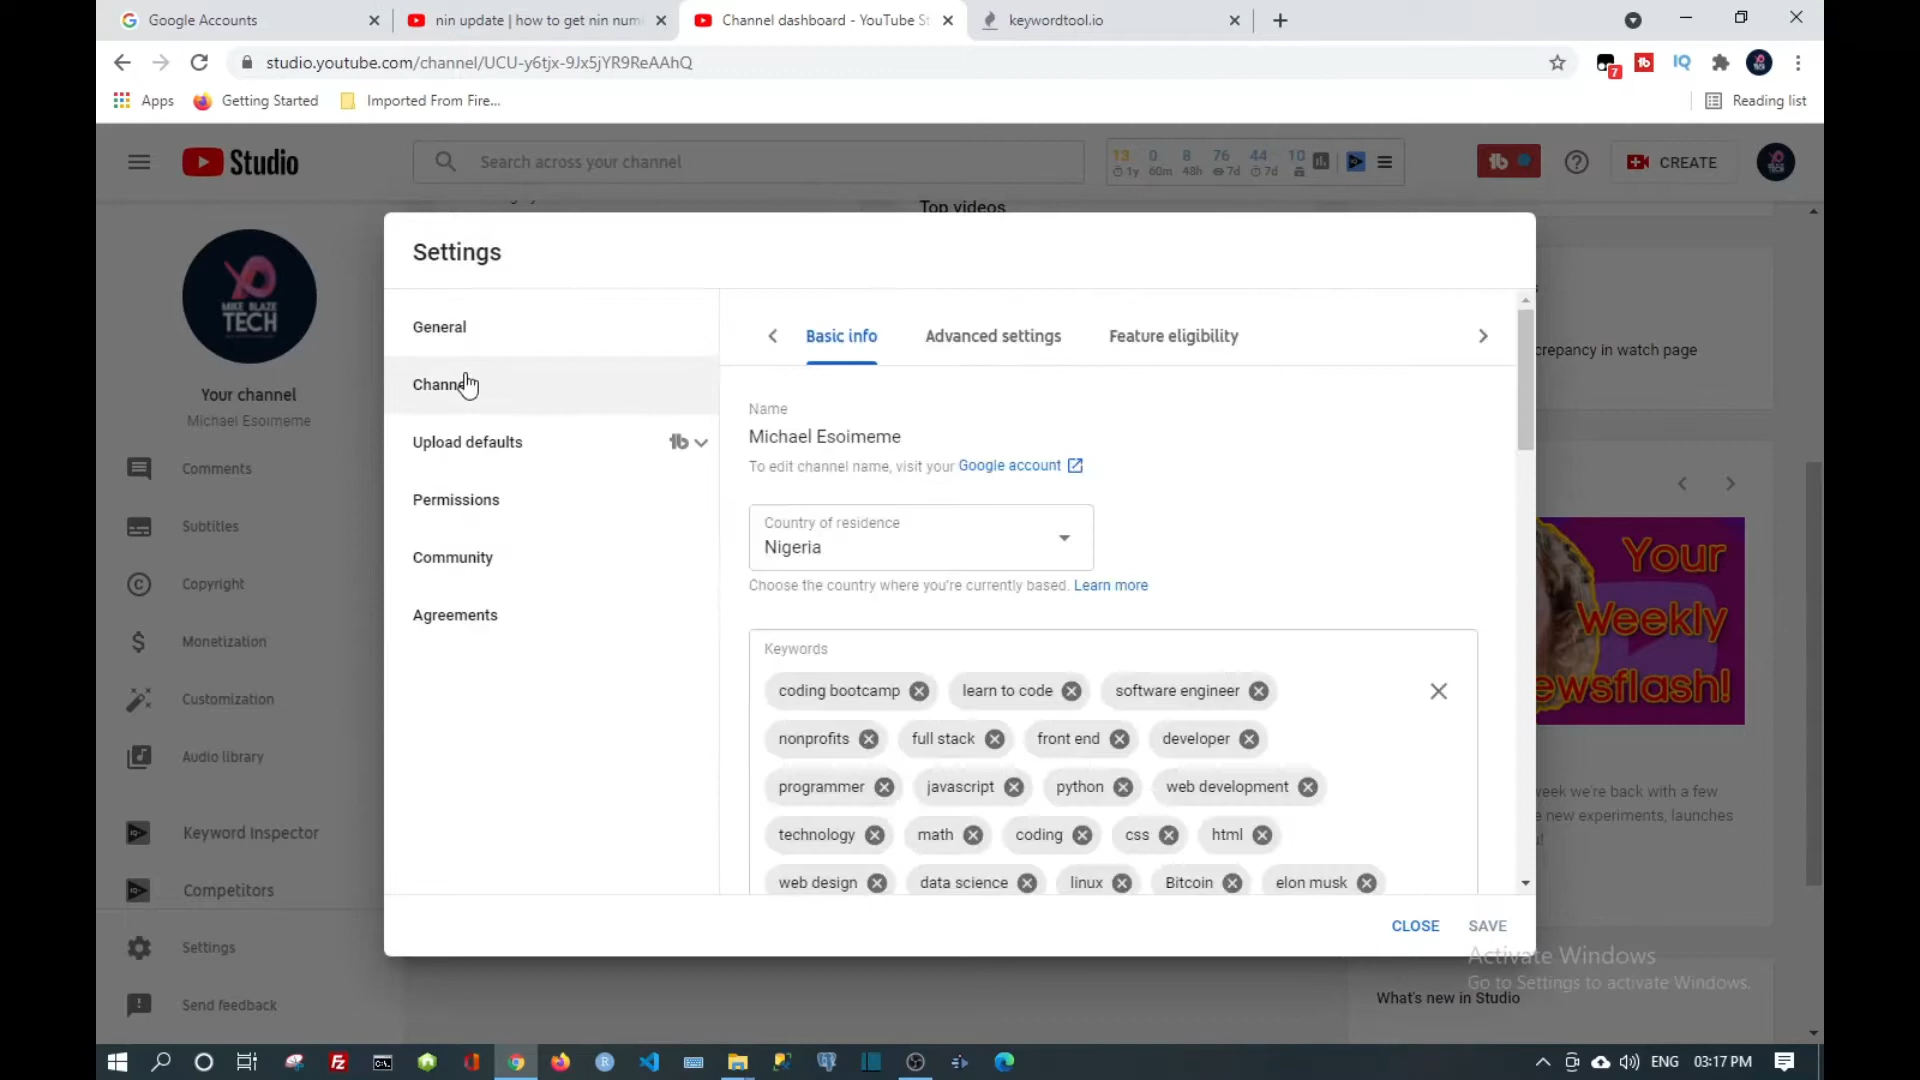 Google Accounts
nin update | how to get nin num
Channel dashboard - YouTube St
keywordtool.io
studio.youtube.com/channel/UCU-y6tjx-9Jx5jYR9ReAAhQ
7
IQ
Apps
Getting Started
Imported From Fire...
Reading list
Studio
Search across your channel
13 0 8 76 44 10
1y 60m 48h 7d 7d
CREATE
Top videos
MIKE BLAZE
TECH
Your channel
Michael Esoimeme
Comments
Subtitles
Copyright
Monetization
Customization
Audio library
Keyword Inspector
Competitors
Settings
Send feedback
Settings
General
Channel
Upload defaults
Permissions
Community
Agreements
Basic info
Advanced settings
Feature eligibility
Name
Michael Esoimeme
To edit channel name, visit your Google account
Country of residence
Nigeria
Choose the country where you're currently based. Learn more
Keywords
coding bootcamp
learn to code
software engineer
nonprofits
full stack
front end
developer
programmer
javascript
python
web development
technology
math
coding
css
html
web design
data science
linux
Bitcoin
elon musk
CLOSE
SAVE
crepancy in watch page
Your
Weekly
ewsflash!
week we're back with a few
new experiments, launches
Activate Windows
Go to Settings to activate Windows.
What's new in Studio
ENG
03:17 PM